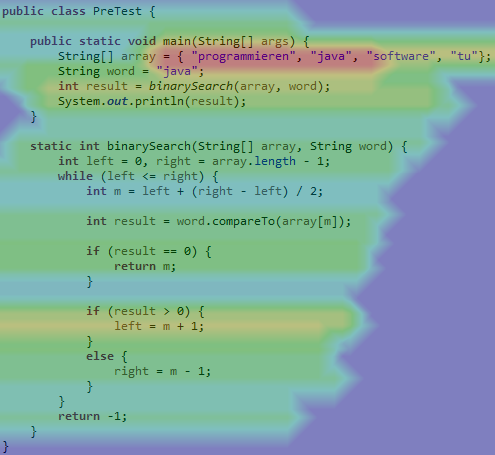 public class PreTest {
public static void main(String[] args) {
String[] array = { "programmieren", "java", "software", "tu"};
String word = "java";
int result = binarySearch(array, word);
System.out.println(result);
}
static int binarySearch(String[] array, String word) {
int left = 0, right = array.length - 1;
while (left <= right) {
int m = left + (right - left) / 2;
int result = word.compareTo(array[m]);
if (result == 0) {
return m;
}
if (result > 0) {
left = m + 1;
}
else {
right = m - 1;
}
}
return -1;
}
}